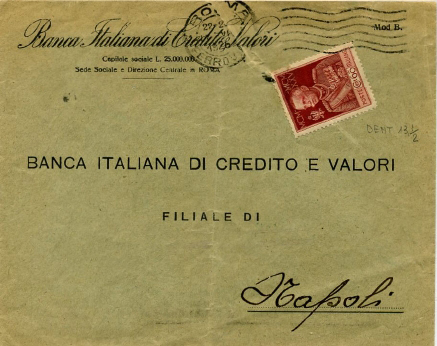 Banca Italiana di Credito e Valori
Mod B.
Capitale sociale L. 25.000.000
Sede Sociale e Direzione Centrale in ROMA
DENT 13½
BANCA ITALIANA DI CREDITO E VALORI
FILIALE DI
Napoli